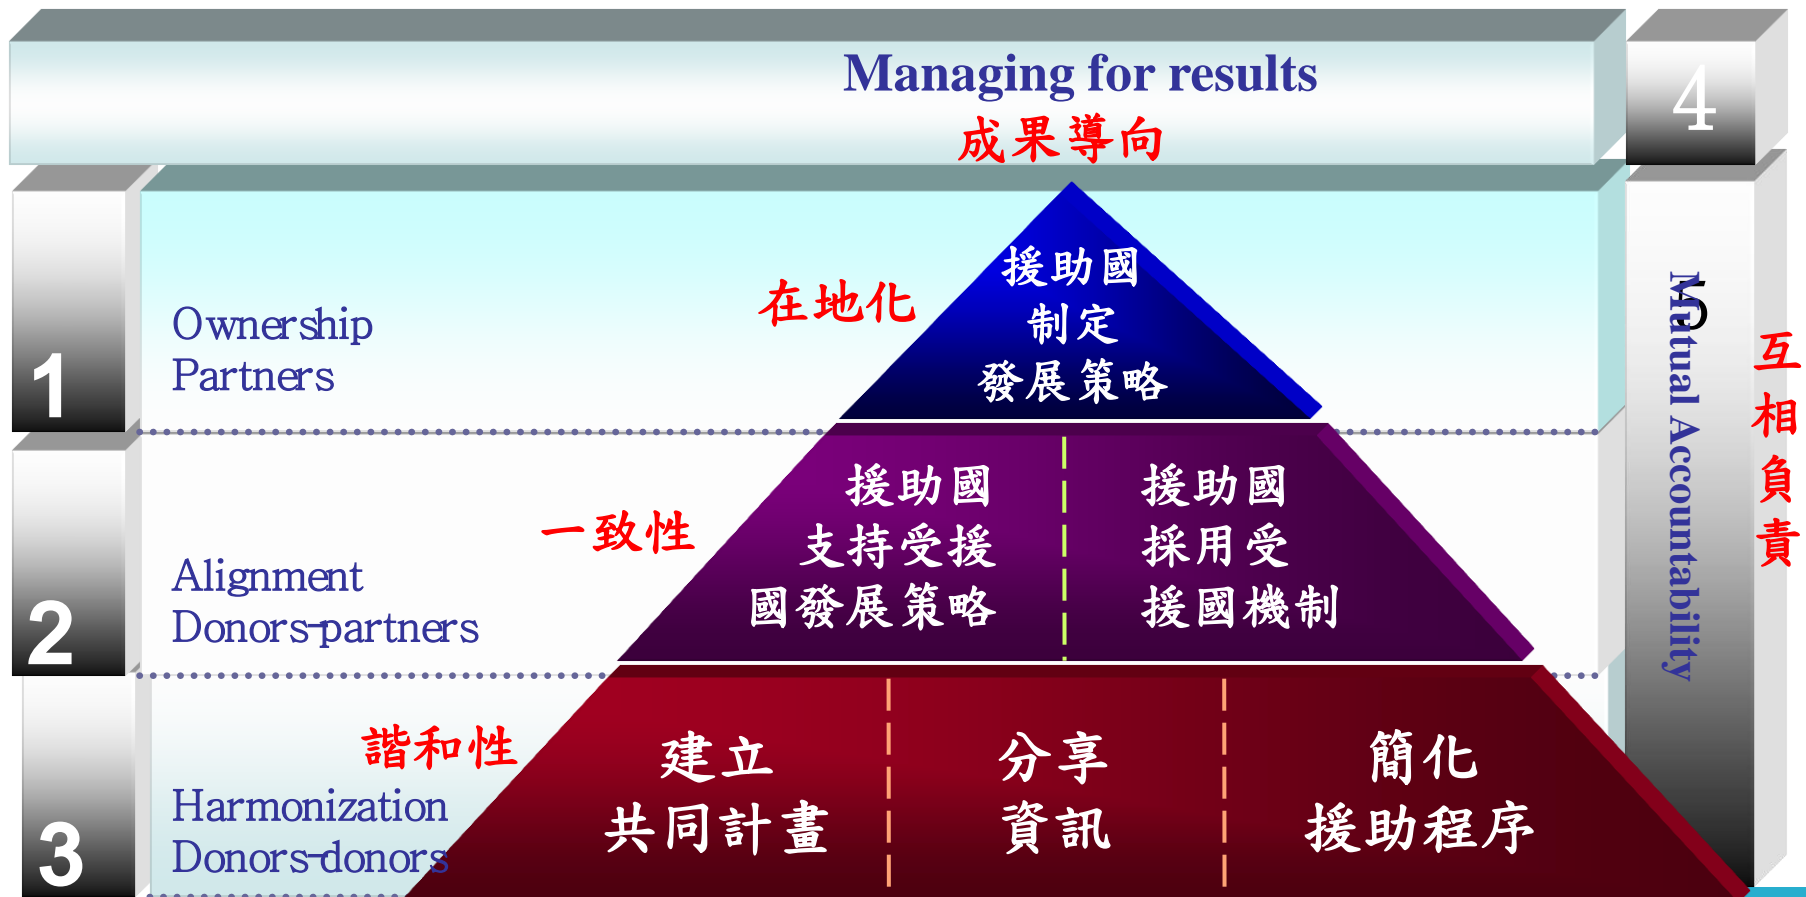 Managing for results
成果導向
4
1
Ownership
Partners
在地化
援助國
制定
發展策略
2
Alignment
Donors-partners
一致性
援助國
支持受援
國發展策略
援助國
採用受
援國機制
3
Harmonization
Donors-donors
諧和性
建立
共同計畫
分享
資訊
簡化
援助程序
5
Mutual Accountability
互相負責